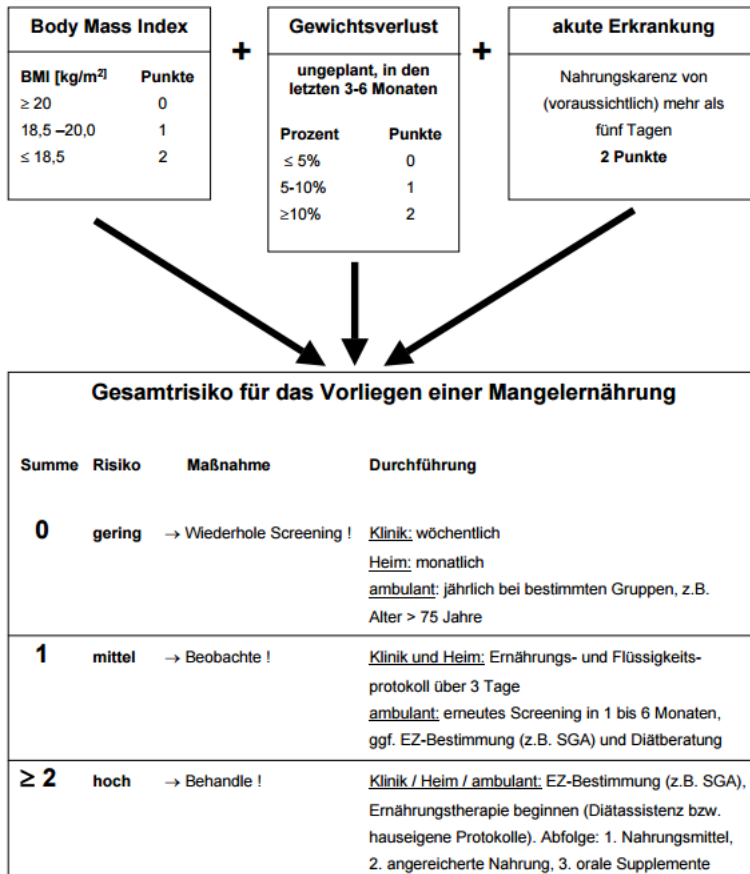 Body Mass Index
BMI [kg/m²] Punkte
≥ 20 0
18,5 –20,0 1
≤ 18,5 2
+
Gewichtsverlust
ungeplant, in den
letzten 3-6 Monaten
Prozent Punkte
≤ 5% 0
5-10% 1
≥10% 2
+
akute Erkrankung
Nahrungskarenz von
(voraussichtlich) mehr als
fünf Tagen
2 Punkte
Gesamtrisiko für das Vorliegen einer Mangelernährung
Summe Risiko Maßnahme Durchführung
0 gering → Wiederhole Screening ! Klinik: wöchentlich
Heim: monatlich
ambulant: jährlich bei bestimmten Gruppen, z.B.
Alter > 75 Jahre
1 mittel → Beobachte ! Klinik und Heim: Ernährungs- und Flüssigkeits-
protokoll über 3 Tage
ambulant: erneutes Screening in 1 bis 6 Monaten,
ggf. EZ-Bestimmung (z.B. SGA) und Diätberatung
≥ 2 hoch → Behandle ! Klinik / Heim / ambulant: EZ-Bestimmung (z.B. SGA),
Ernährungstherapie beginnen (Diätassistenz bzw.
hauseigene Protokolle). Abfolge: 1. Nahrungsmittel,
2. angereicherte Nahrung, 3. orale Supplemente